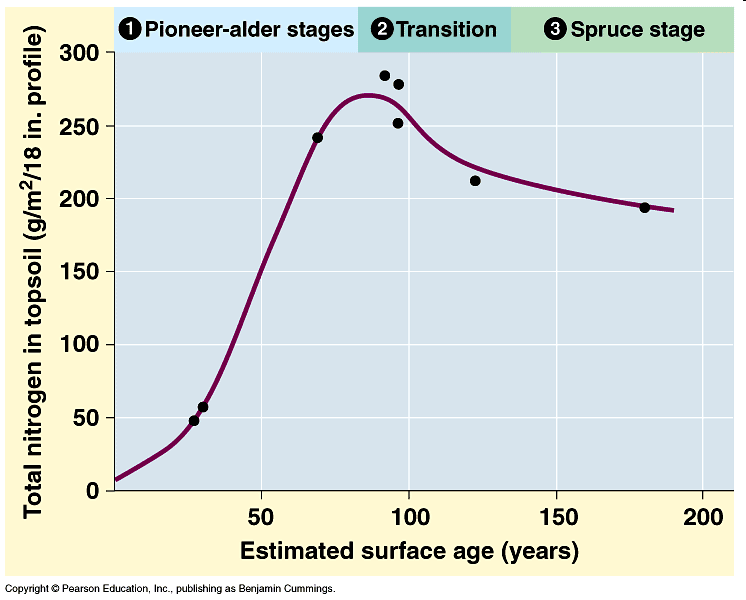 1 Pioneer-alder stages 2 Transition 3 Spruce stage
Total nitrogen in topsoil (g/m²/18 in. profile)
300
250
200
150
100
50
0
50 100 150 200
Estimated surface age (years)
Copyright © Pearson Education, Inc., publishing as Benjamin Cummings.